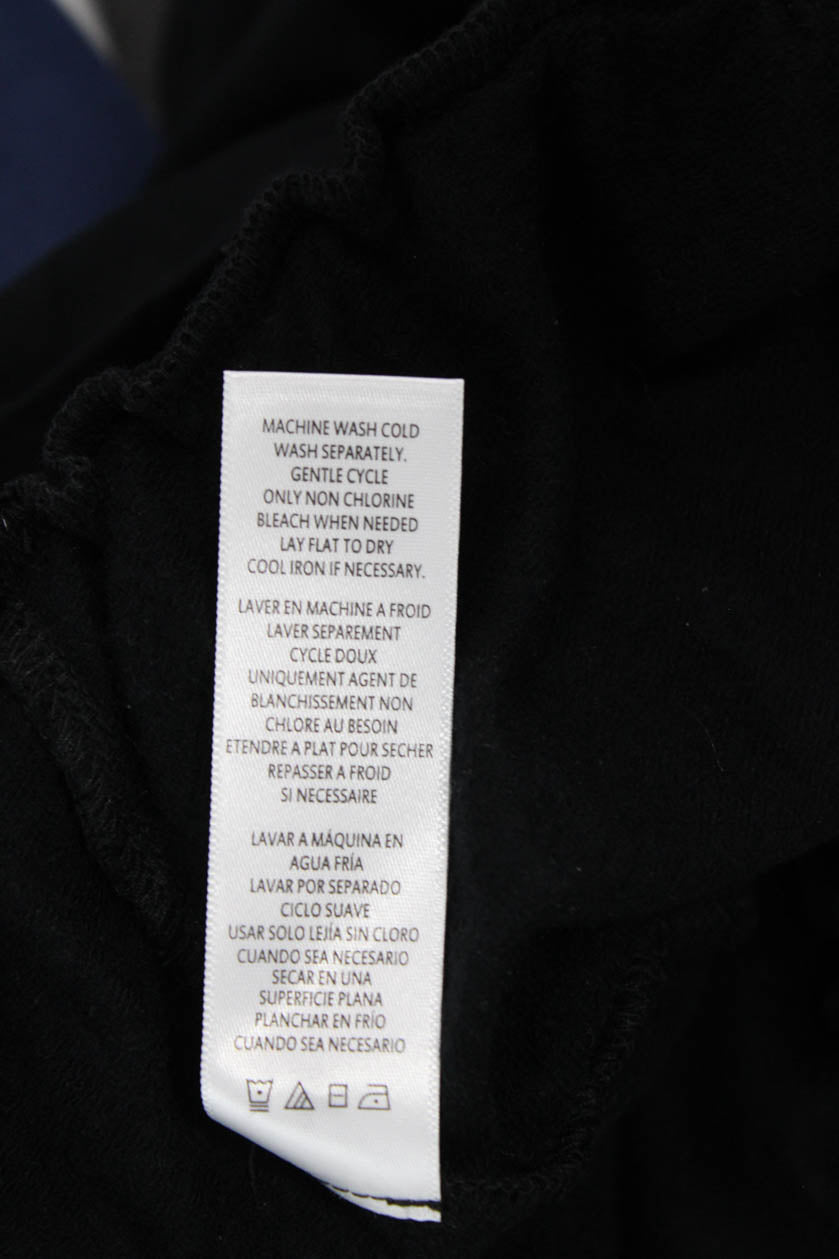 MACHINE WASH COLD
WASH SEPARATELY.
GENTLE CYCLE
ONLY NON CHLORINE
BLEACH WHEN NEEDED
LAY FLAT TO DRY
COOL IRON IF NECESSARY.
LAVER EN MACHINE A FROID
LAVER SEPAREMENT
CYCLE DOUX
UNIQUEMENT AGENT DE
BLANCHISSEMENT NON
CHLORE AU BESOIN
ETENDRE A PLAT POUR SECHER
REPASSER A FROID
SI NECESSAIRE
LAVAR A MÁQUINA EN
AGUA FRÍA
LAVAR POR SEPARADO
CICLO SUAVE
USAR SOLO LEJÍA SIN CLORO
CUANDO SEA NECESARIO
SECAR EN UNA
SUPERFICIE PLANA
PLANCHAR EN FRÍO
CUANDO SEA NECESARIO